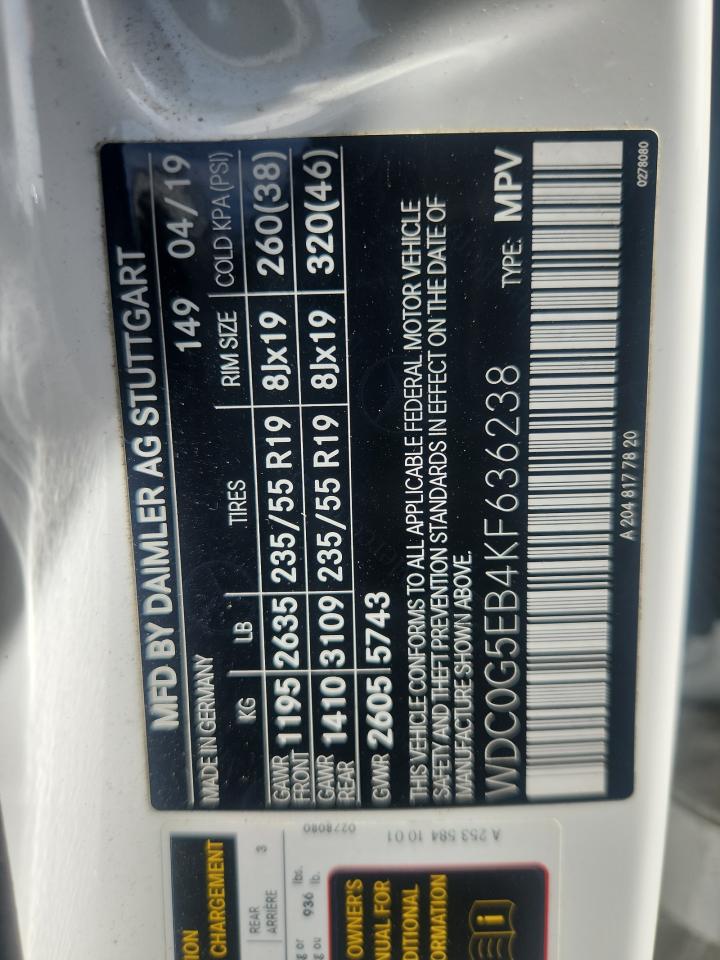 MFD BY DAIMLER AG STUTTGART
MADE IN GERMANY 149 04/19
KG LB TIRES RIM SIZE COLD KPA(PSI)
GAWR FRONT 1195 2635 235/55 R19 8Jx19 260(38)
GAWR REAR 1410 3109 235/55 R19 8Jx19 320(46)
GVWR 2605 5743
THIS VEHICLE CONFORMS TO ALL APPLICABLE FEDERAL MOTOR VEHICLE
SAFETY AND THEFT PREVENTION STANDARDS IN EFFECT ON THE DATE OF
MANUFACTURE SHOWN ABOVE.
WDC0G5EB4KF636238 TYPE: MPV
A 204 817 78 20 0278080
CHARGEMENT
REAR
ARRIÈRE 3
936 lbs.
ou lb.
OWNER'S
FOR
A 253 584 10 01 0278080